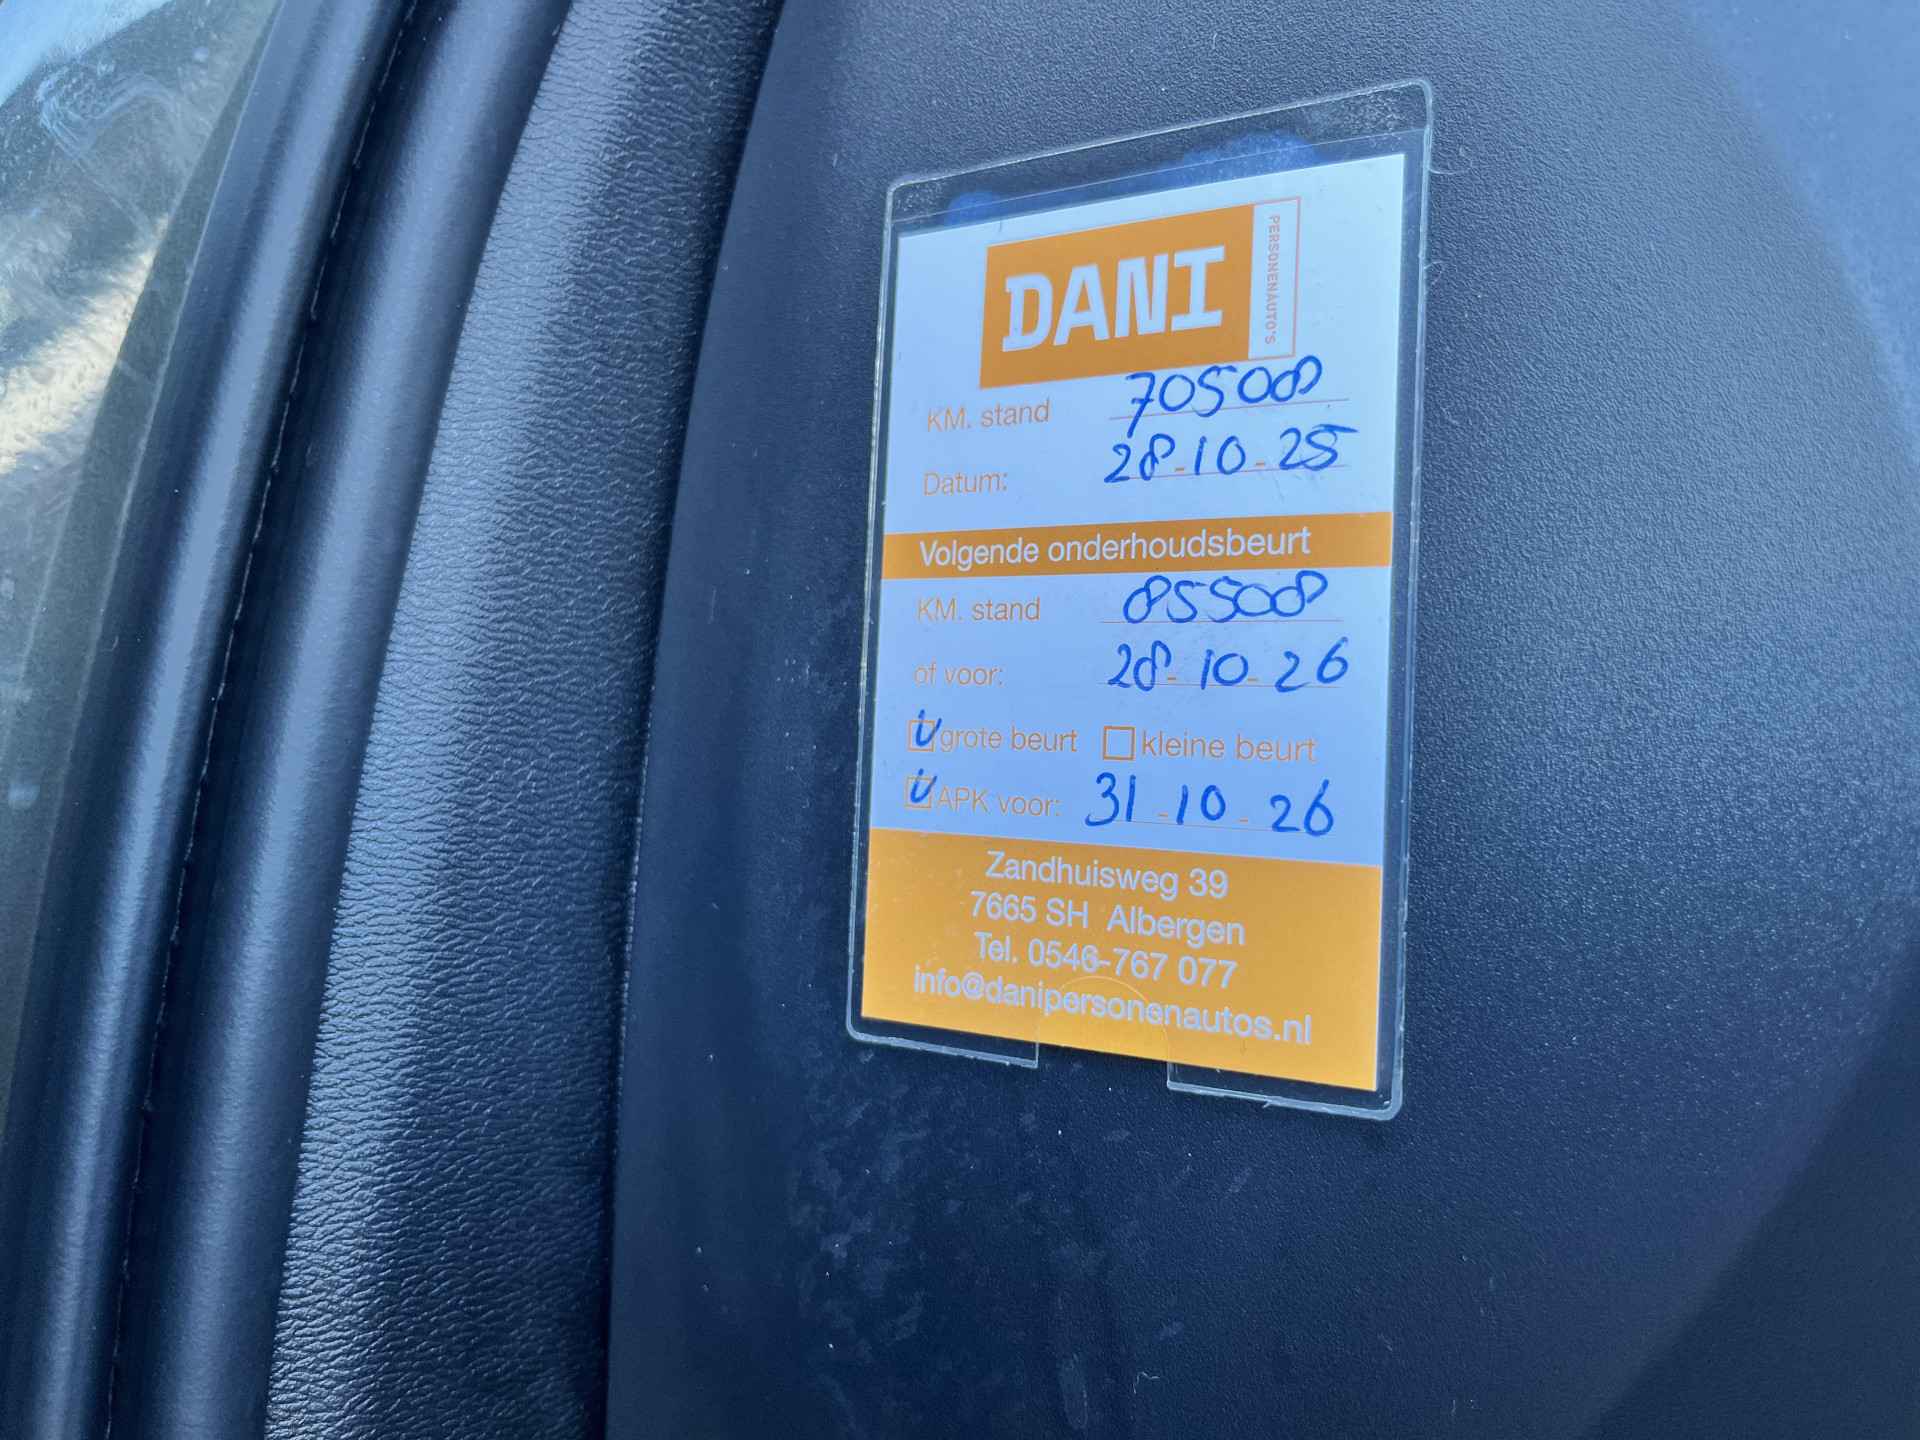 DANI
PERSONENAUTO'S
KM. stand 70508
Datum: 28-10-25
Volgende onderhoudsbeurt
KM. stand 85508
of voor: 28-10-26
grote beurt kleine beurt
APK voor: 31-10-26
Zandhuisweg 39
7665 SH Albergen
Tel. 0546-767 077
info@danipersonenautos.nl